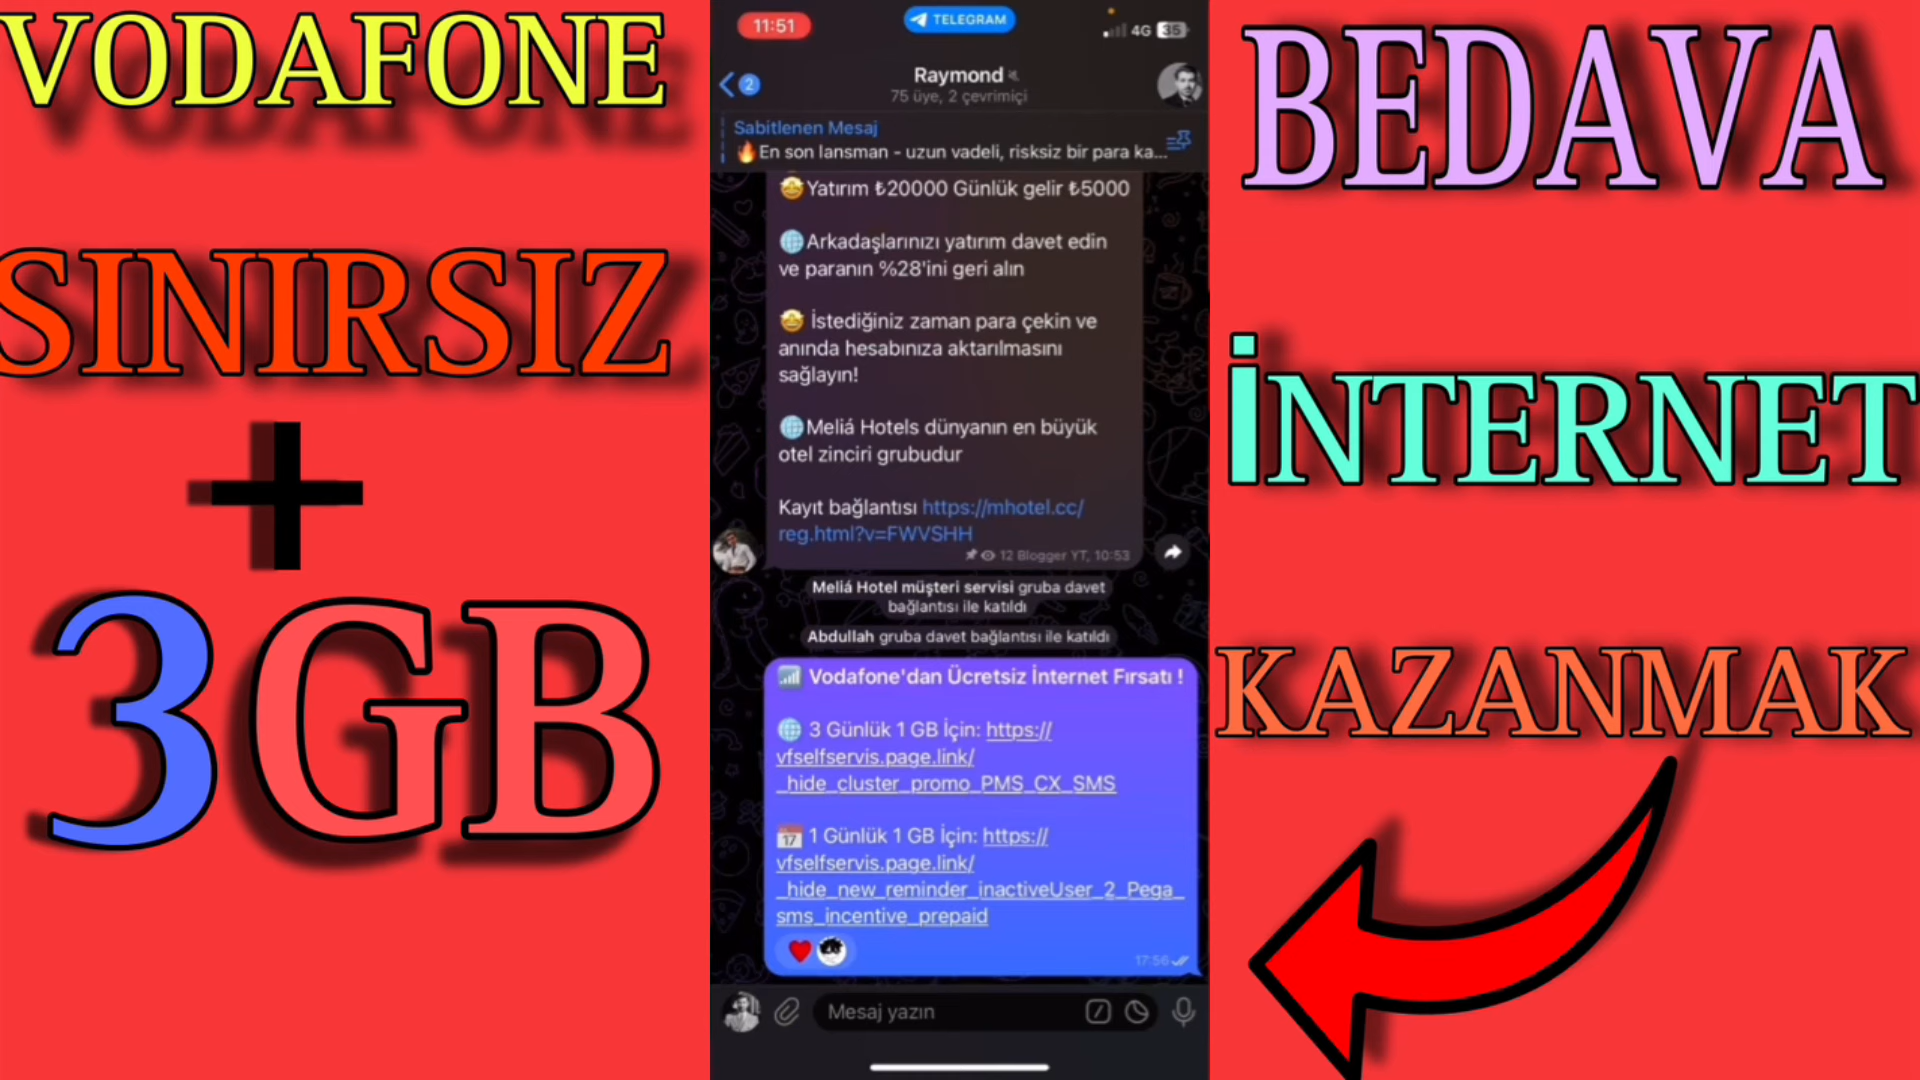 VODAFONE
SINIRSIZ
+
3GB
11:51
TELEGRAM
4G 35
2
Raymond
75 üye, 2 çevrimiçi
Sabitlenen Mesaj
🔥En son lansman - uzun vadeli, risksiz bir para ka...
🤩Yatırım ₺20000 Günlük gelir ₺5000
🌐Arkadaşlarınızı yatırım davet edin
ve paranın %28'ini geri alın
🤩 İstediğiniz zaman para çekin ve
anında hesabınıza aktarılmasını
sağlayın!
🌐Meliá Hotels dünyanın en büyük
otel zinciri grubudur
Kayıt bağlantısı https://mhotel.cc/
reg.html?v=FWVSHH
12 Blogger YT, 10:53
Meliá Hotel müşteri servisi gruba davet
bağlantısı ile katıldı
Abdullah gruba davet bağlantısı ile katıldı
📶 Vodafone'dan Ücretsiz İnternet Fırsatı !
🌐 3 Günlük 1 GB İçin: https://
vfselfservis.page.link/
_hide_cluster_promo_PMS_CX_SMS
📅 1 Günlük 1 GB İçin: https://
vfselfservis.page.link/
_hide_new_reminder_inactiveUser_2_Pega_
sms_incentive_prepaid
17:56
Mesaj yazın
BEDAVA
İNTERNET
KAZANMAK